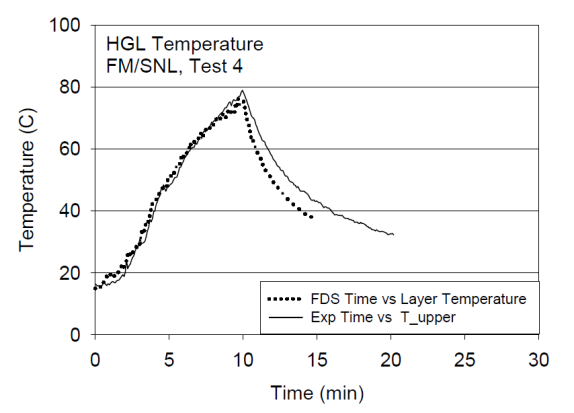 HGL Temperature
FM/SNL, Test 4
Temperature (C)
100
80
60
40
20
0
FDS Time vs Layer Temperature
Exp Time vs T_upper
0 5 10 15 20 25 30
Time (min)